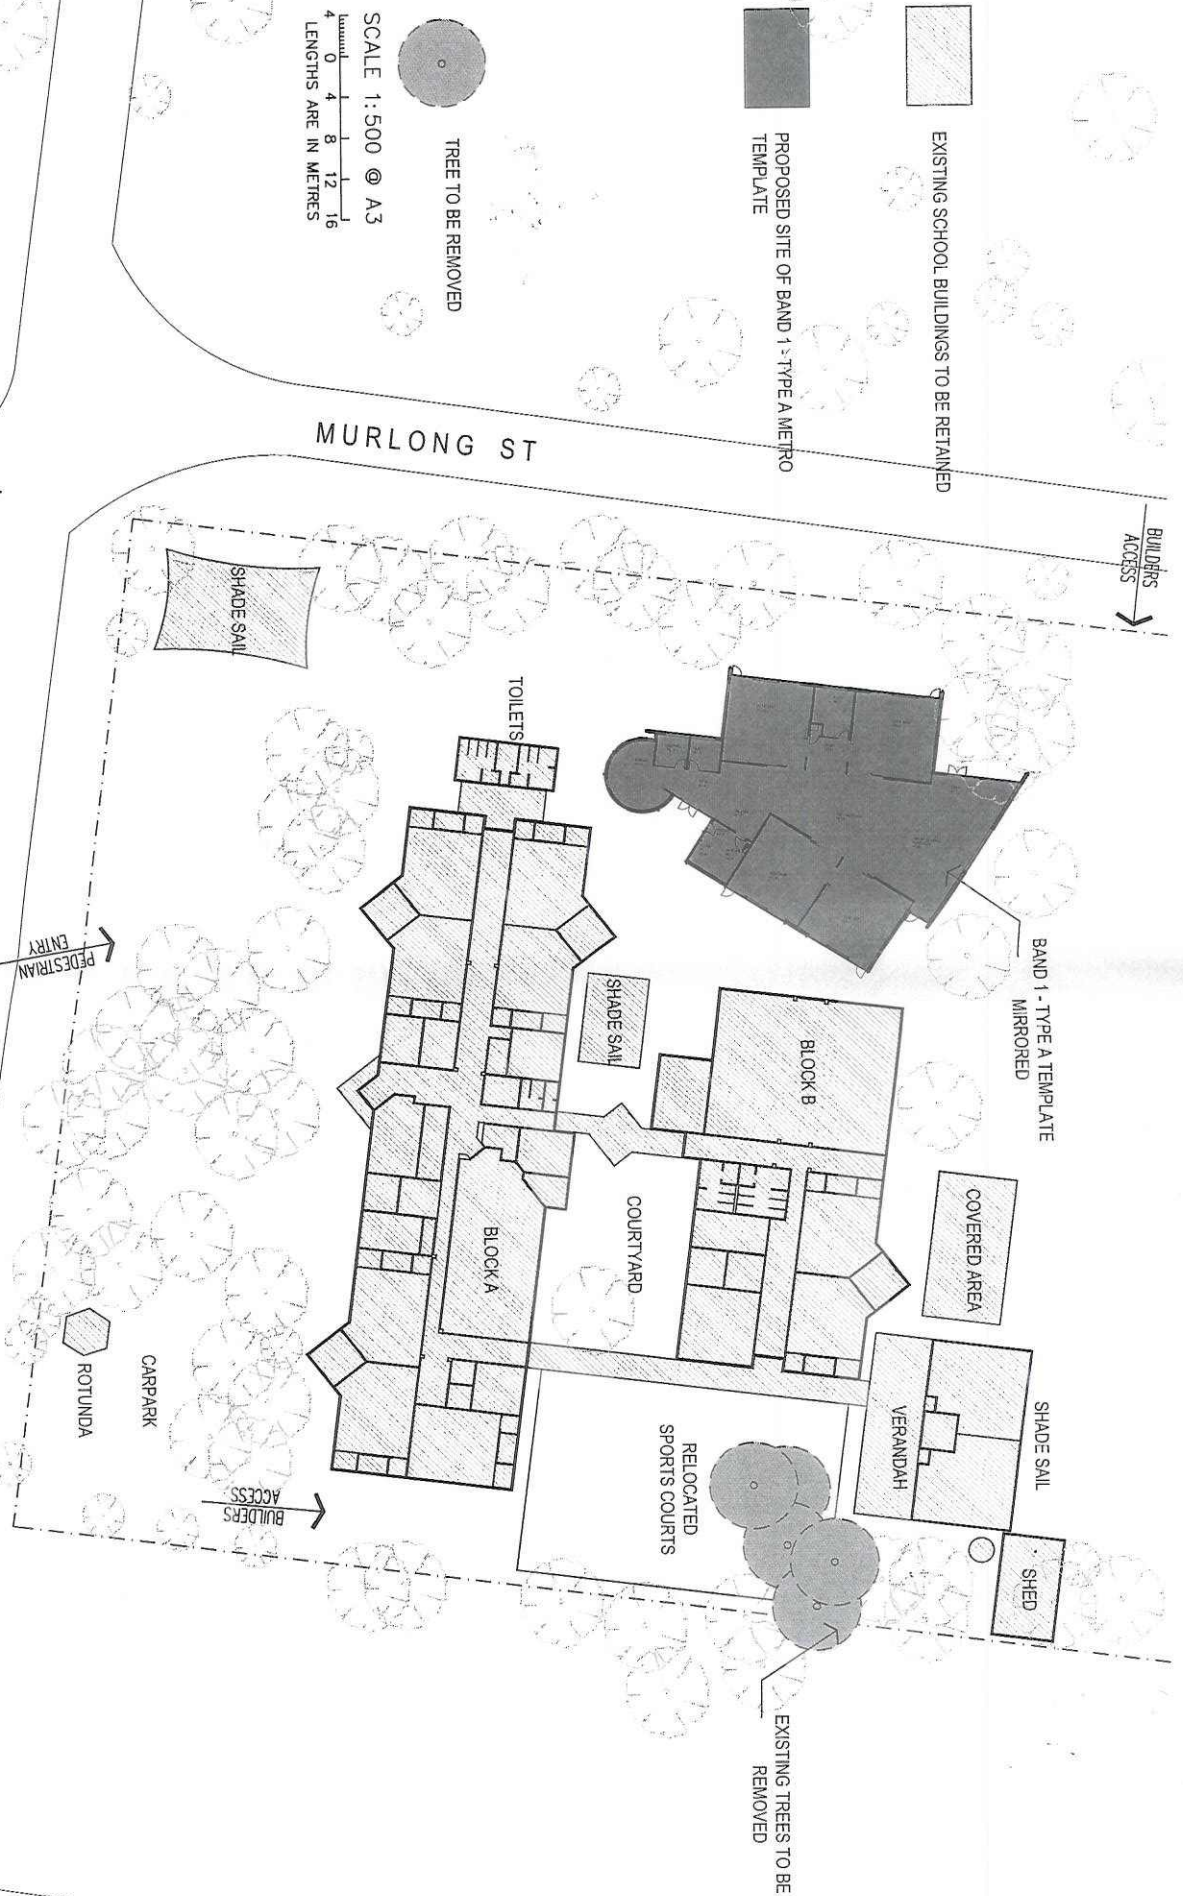 EXISTING SCHOOL BUILDINGS TO BE RETAINED
PROPOSED SITE OF BAND 1 - TYPE A METRO
TEMPLATE
TREE TO BE REMOVED
SCALE 1:500 @ A3
4 0 4 8 12 16
LENGTHS ARE IN METRES
MURLONG ST
BUILDERS
ACCESS
SHADE SAIL
TOILETS
BAND 1 - TYPE A TEMPLATE
MIRRORED
SHADE SAIL
BLOCK B
COVERED AREA
COURTYARD
BLOCK A
PEDESTRIAN
ENTRY
SHADE SAIL
VERANDAH
RELOCATED
SPORTS COURTS
SHED
CARPARK
ROTUNDA
BUILDERS
ACCESS
EXISTING TREES TO BE
REMOVED